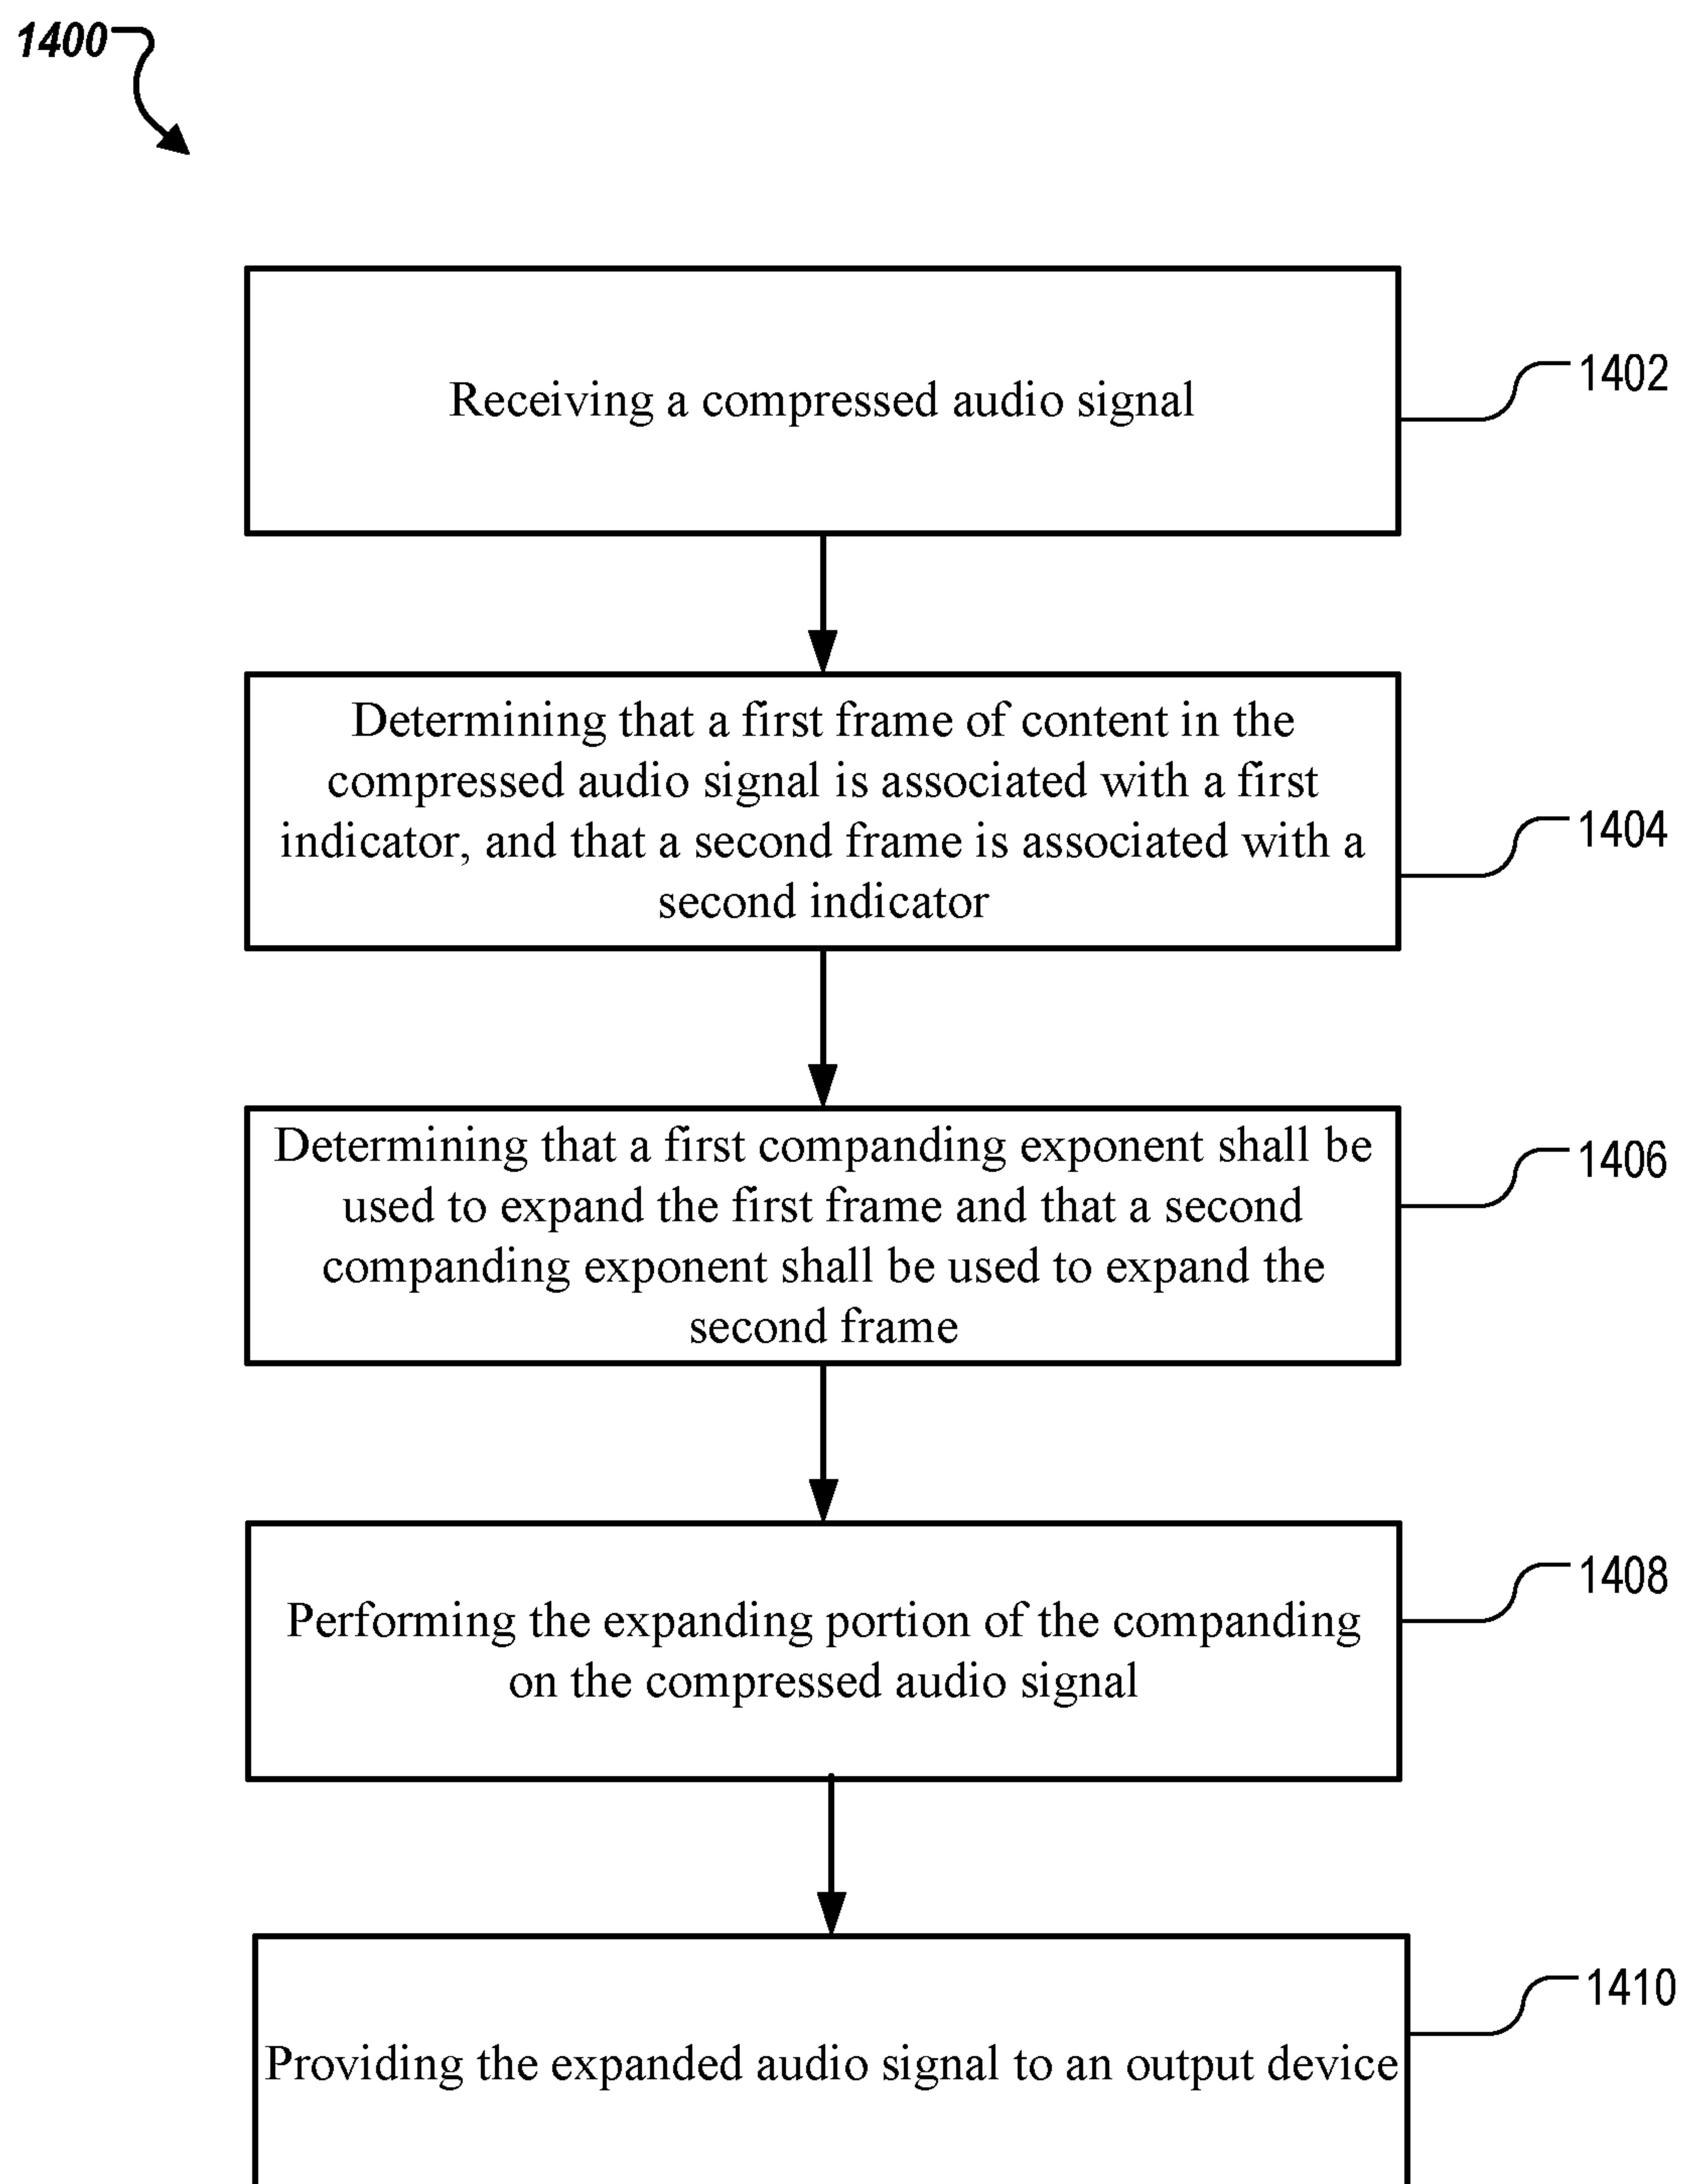 1400
Receiving a compressed audio signal
1402
Determining that a first frame of content in the
compressed audio signal is associated with a first
indicator, and that a second frame is associated with a
second indicator
1404
Determining that a first companding exponent shall be
used to expand the first frame and that a second
companding exponent shall be used to expand the
second frame
1406
Performing the expanding portion of the companding
on the compressed audio signal
1408
Providing the expanded audio signal to an output device
1410